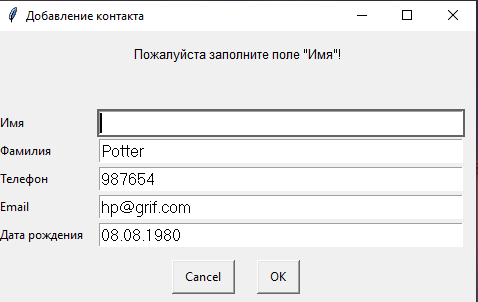 Добавление контакта
Пожалуйста заполните поле "Имя"!
Имя
Фамилия Potter
Телефон 987654
Email hp@grif.com
Дата рождения 08.08.1980
Cancel OK